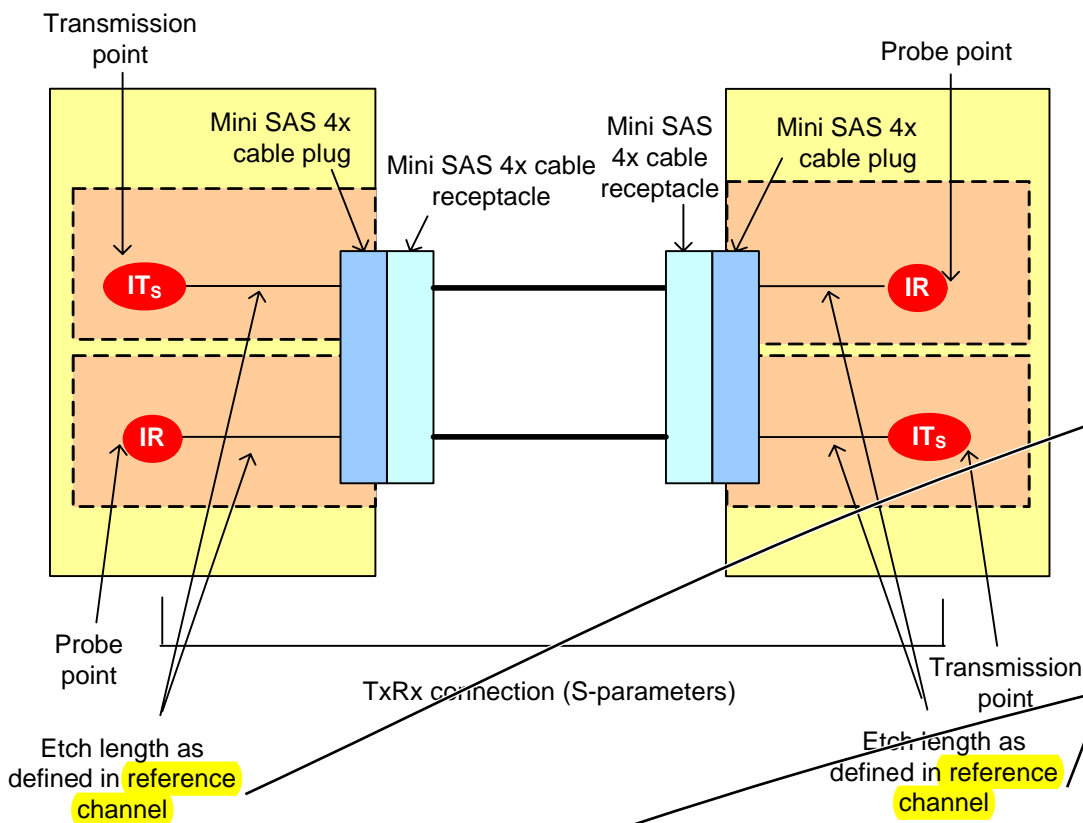 Transmission
point
Probe point
Mini SAS 4x
cable plug
Mini SAS 4x cable
receptacle
Mini SAS
4x cable
receptacle
Mini SAS 4x
cable plug
ITS
IR
IR
ITS
Probe
point
TxRx connection (S-parameters)
Transmission
point
Etch length as
defined in reference
channel
Etch length as
defined in reference
channel